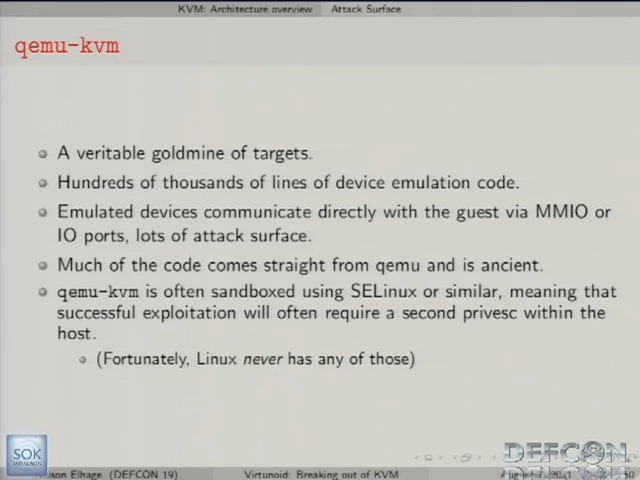 KVM: Architecture overview Attack Surface
qemu-kvm
A veritable goldmine of targets.
Hundreds of thousands of lines of device emulation code.
Emulated devices communicate directly with the guest via MMIO or
IO ports, lots of attack surface.
Much of the code comes straight from qemu and is ancient.
qemu-kvm is often sandboxed using SELinux or similar, meaning that
successful exploitation will often require a second privesc within the
host.
(Fortunately, Linux never has any of those)
SOK
DEFCON
Elhage (DEFCON 19) Virtunoid: Breaking out of KVM